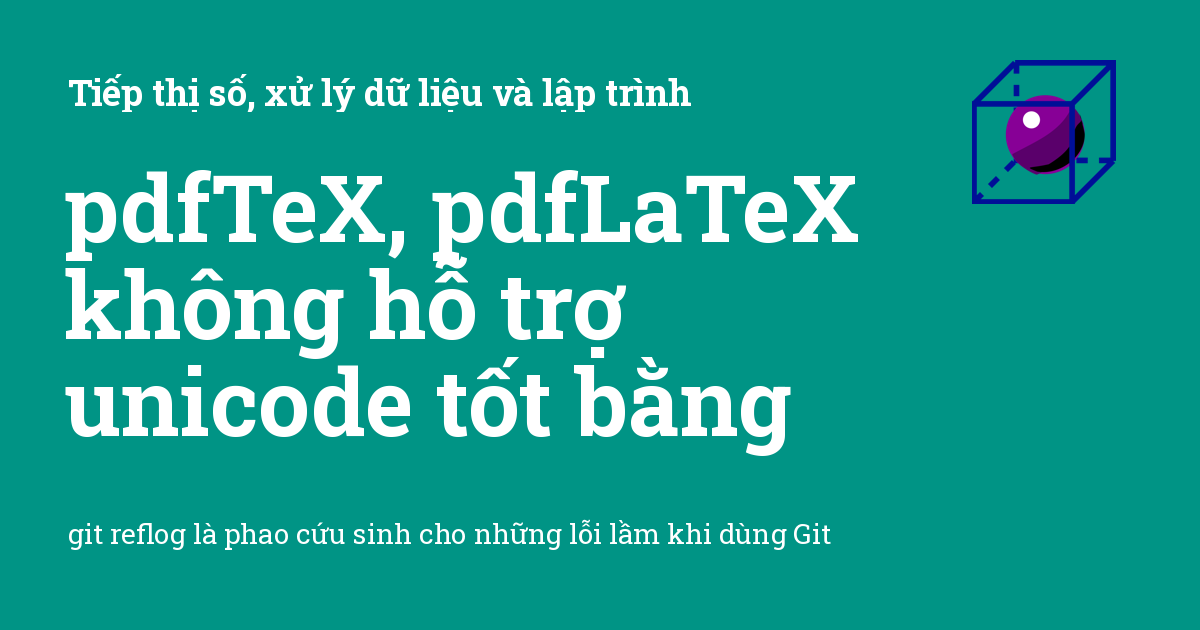 Tiếp thị số, xử lý dữ liệu và lập trình
pdfTeX, pdfLaTeX
không hỗ trợ
unicode tốt bằng
git reflog là phao cứu sinh cho những lỗi lầm khi dùng Git